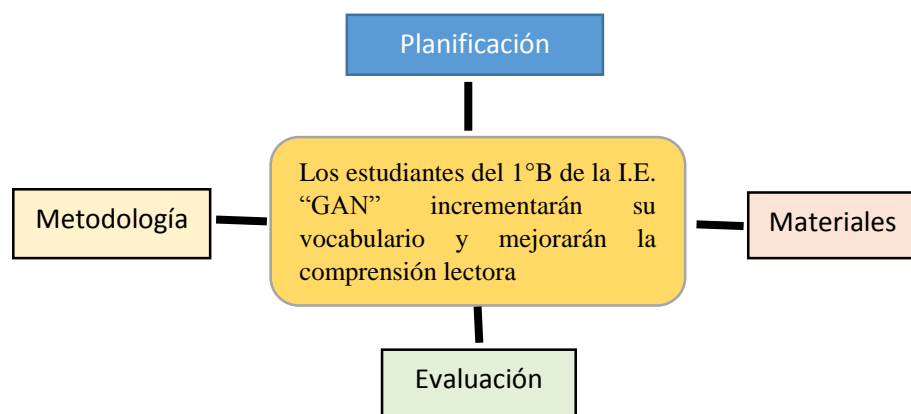 Planificación
Los estudiantes del 1°B de la I.E.
“GAN” incrementarán su
vocabulario y mejorarán la
comprensión lectora
Metodología
Materiales
Evaluación